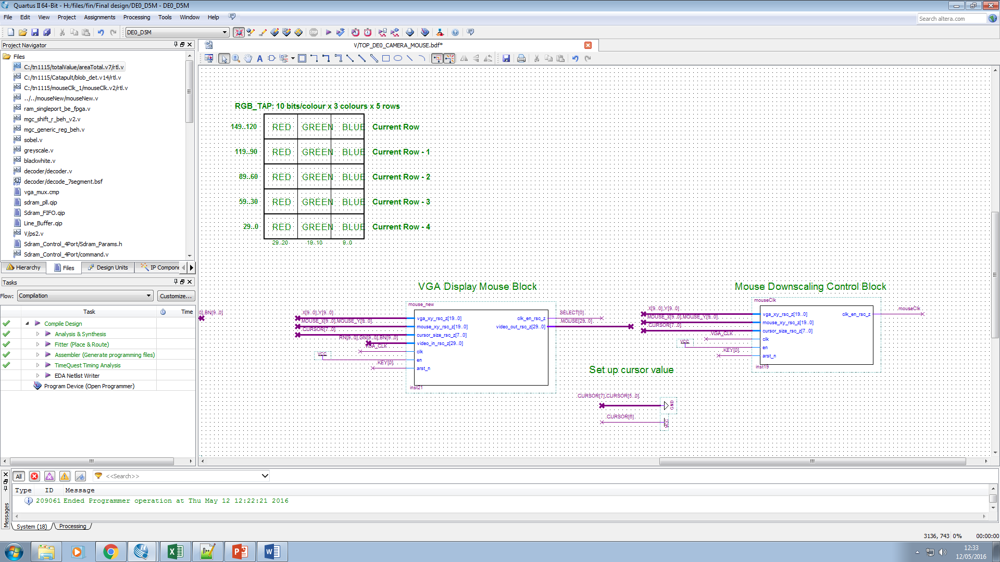 Quartus II 64-Bit - H:/files/fin/Final design/DE0_D5M - DE0_D5M
File Edit View Project Assignments Processing Tools Window Help
Search altera.com
DE0_D5M
Project Navigator
V/TOP_DE0_CAMERA_MOUSE.bdf*
Files
C:/tn1115/totalValue/areaTotal.v7/rtl.v
C:/tn1115/Catapult/blob_det.v14/rtl.v
C:/tn1115/mouseClk_1/mouseClk.v2/rtl.v
../../mouseNew/mouseNew.v
ram_singleport_be_fpga.v
mgc_shift_r_beh_v2.v
mgc_generic_reg_beh.v
sobel.v
greyscale.v
blackwhite.v
decoder/decoder.v
decoder/decode_7segment.bsf
vga_mux.cmp
sdram_pll.qip
Sdram_FIFO.qip
Line_Buffer.qip
V/ps2.v
Sdram_Control_4Port/Sdram_Params.h
Sdram_Control_4Port/command.v
Hierarchy Files Design Units IP Compone
Tasks
Flow: Compilation Customize...
Task Time
Compile Design
Analysis & Synthesis
Fitter (Place & Route)
Assembler (Generate programming files)
TimeQuest Timing Analysis
EDA Netlist Writer
Program Device (Open Programmer)
RGB_TAP: 10 bits/colour x 3 colours x 5 rows
149..120 RED GREEN BLUE Current Row
119..90 RED GREEN BLUE Current Row - 1
89..60 RED GREEN BLUE Current Row - 2
59..30 RED GREEN BLUE Current Row - 3
29..0 RED GREEN BLUE Current Row - 4
29..20 19..10 9..0
VGA Display Mouse Block
mouse_new
0],BN[9..0]
X[9..0],Y[9..0]
MOUSE_X[9..0],MOUSE_Y[9..0]
CURSOR[7..0]
RN[9..0],GN[9..0],BN[9..0]
VGA_CLK
VCC
KEY[0]
vga_xy_rsc_z[19..0] clk_en_rsc_z
mouse_xy_rsc_z[19..0] video_out_rsc_z[29..0]
cursor_size_rsc_z[7..0]
video_in_rsc_z[29..0]
clk
en
arst_n
inst21
SELECT[0]
MOUSE[29..0]
Mouse Downscaling Control Block
mouseClk
X[9..0],Y[9..0]
MOUSE_X[9..0],MOUSE_Y[9..0]
CURSOR[7..0]
VGA_CLK
VCC
KEY[0]
vga_xy_rsc_z[19..0] clk_en_rsc_z
mouse_xy_rsc_z[19..0]
cursor_size_rsc_z[7..0]
clk
en
arst_n
inst19
mouseClk
Set up cursor value
CURSOR[7],CURSOR[5..0]
GND
CURSOR[6]
VCC
All <<Search>>
Type ID Message
209061 Ended Programmer operation at Thu May 12 12:22:21 2016
Messages
System (18) Processing
3136, 743 0% 00:00:00
12:33
12/05/2016